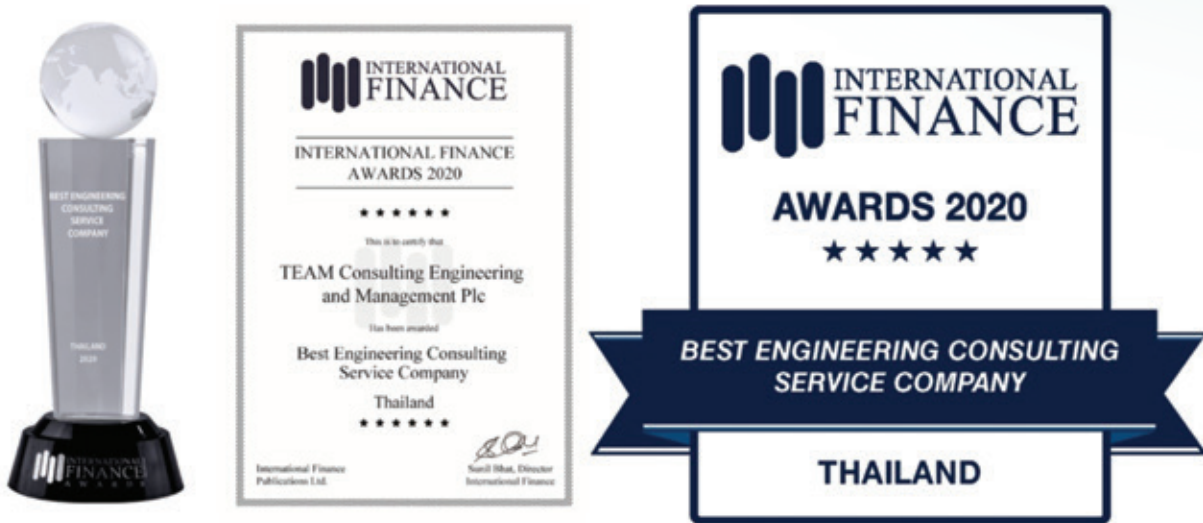 BEST ENGINEERING
CONSULTING
SERVICE
COMPANY
THAILAND
2020
INTERNATIONAL
FINANCE
AWARDS
INTERNATIONAL
FINANCE
INTERNATIONAL FINANCE
AWARDS 2020
★ ★ ★ ★ ★ ★
This is to certify that
TEAM Consulting Engineering
and Management Plc
Has been awarded
Best Engineering Consulting
Service Company
Thailand
★ ★ ★ ★ ★ ★
International Finance
Publications Ltd.
Sunil Bhat, Director
International Finance
INTERNATIONAL
FINANCE
AWARDS 2020
★ ★ ★ ★ ★
BEST ENGINEERING CONSULTING
SERVICE COMPANY
THAILAND